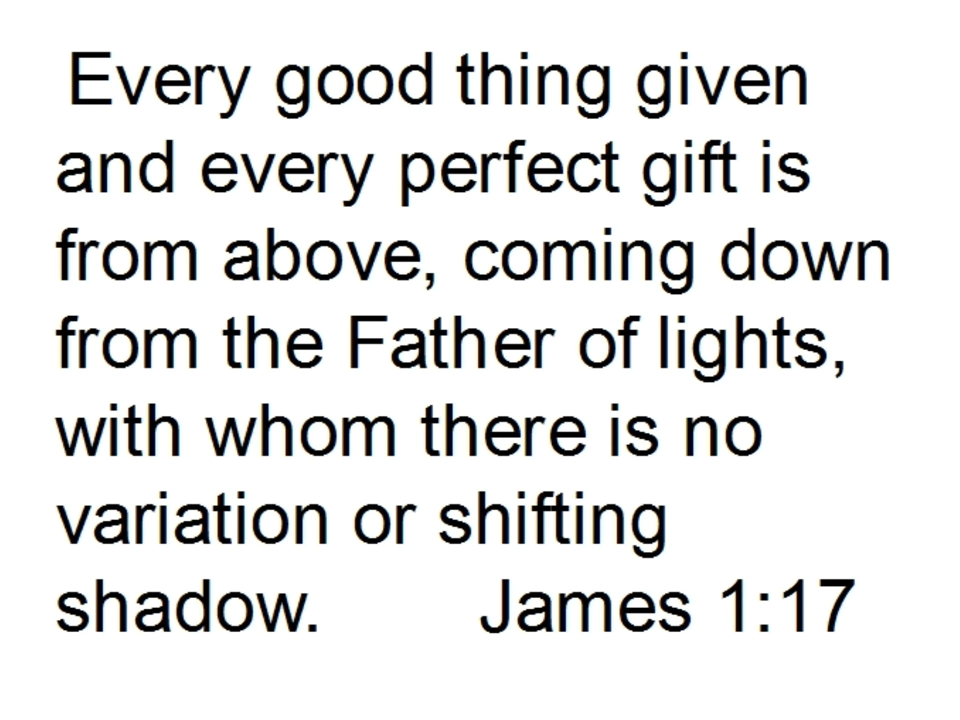 Every good thing given
and every perfect gift is
from above, coming down
from the Father of lights,
with whom there is no
variation or shifting
shadow. James 1:17